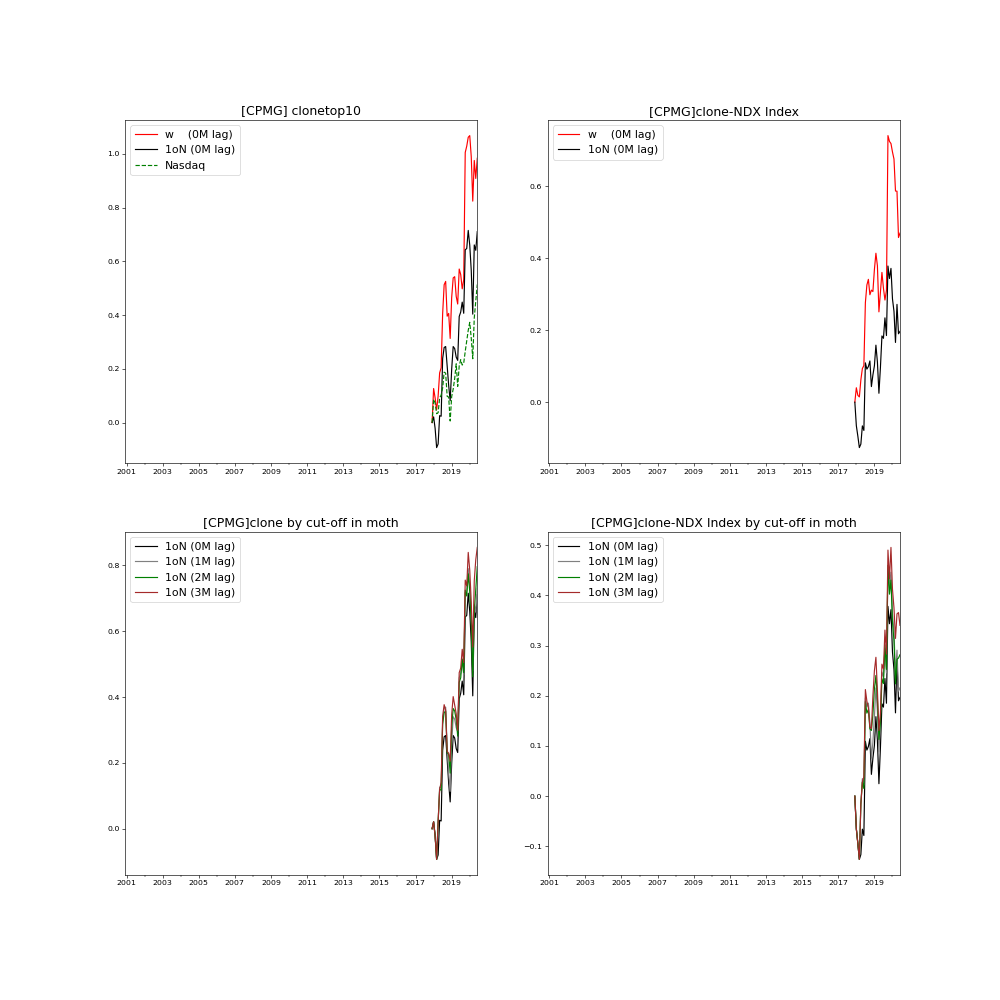 [CPMG] clonetop10
w (0M lag)
1oN (0M lag)
Nasdaq
1.0
0.8
0.6
0.4
0.2
0.0
2001 2003 2005 2007 2009 2011 2013 2015 2017 2019
[CPMG]clone-NDX Index
w (0M lag)
1oN (0M lag)
0.6
0.4
0.2
0.0
2001 2003 2005 2007 2009 2011 2013 2015 2017 2019
[CPMG]clone by cut-off in moth
1oN (0M lag)
1oN (1M lag)
1oN (2M lag)
1oN (3M lag)
0.8
0.6
0.4
0.2
0.0
2001 2003 2005 2007 2009 2011 2013 2015 2017 2019
[CPMG]clone-NDX Index by cut-off in moth
1oN (0M lag)
1oN (1M lag)
1oN (2M lag)
1oN (3M lag)
0.5
0.4
0.3
0.2
0.1
0.0
−0.1
2001 2003 2005 2007 2009 2011 2013 2015 2017 2019